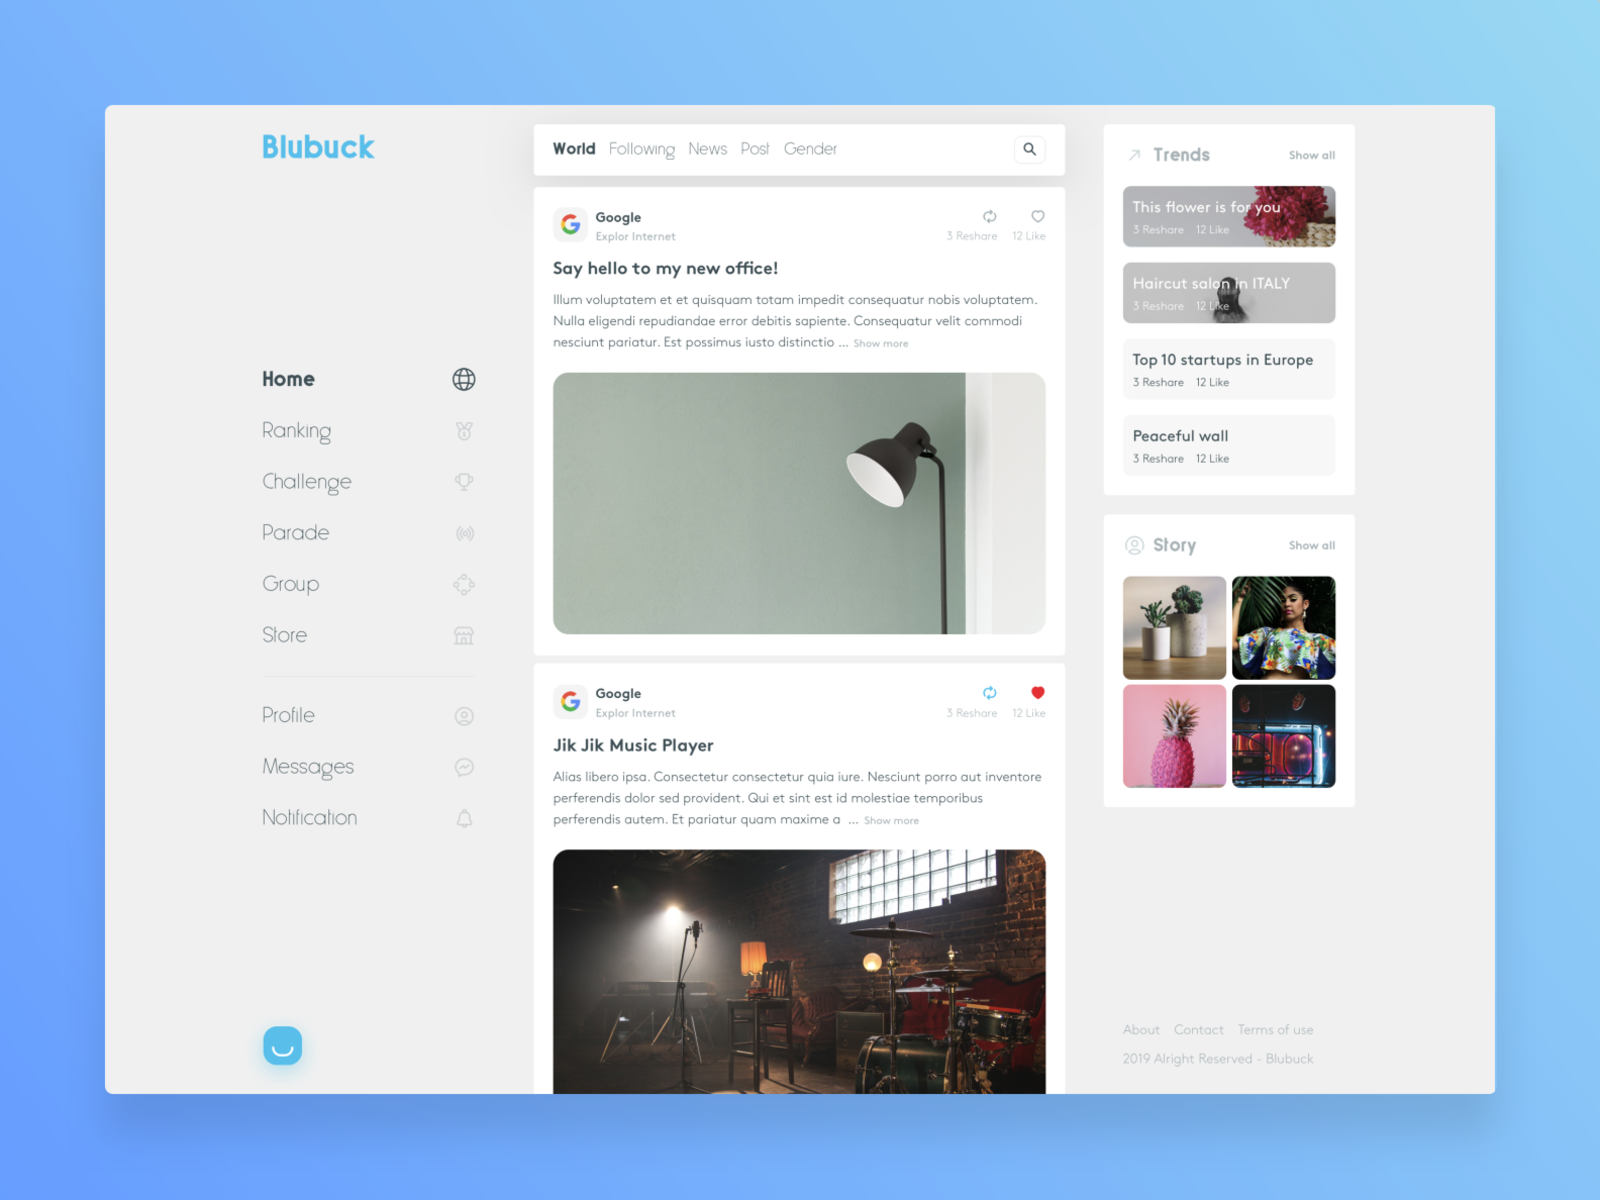 Blubuck
Home
Ranking
Challenge
Parade
Group
Store
Profile
Messages
Notification
World Following News Post Gender
Google
Explor Internet
3 Reshare 12 Like
Say hello to my new office!
Illum voluptatem et et quisquam totam impedit consequatur nobis voluptatem.
Nulla eligendi repudiandae error debitis sapiente. Consequatur velit commodi
nesciunt pariatur. Est possimus iusto distinctio ... Show more
Google
Explor Internet
3 Reshare 12 Like
Jik Jik Music Player
Alias libero ipsa. Consectetur consectetur quia iure. Nesciunt porro aut inventore
perferendis dolor sed provident. Qui et sint est id molestiae temporibus
perferendis autem. Et pariatur quam maxime a ... Show more
Trends Show all
This flower is for you
3 Reshare 12 Like
Haircut salon in ITALY
3 Reshare 12 Like
Top 10 startups in Europe
3 Reshare 12 Like
Peaceful wall
3 Reshare 12 Like
Story Show all
About Contact Terms of use
2019 Alright Reserved - Blubuck